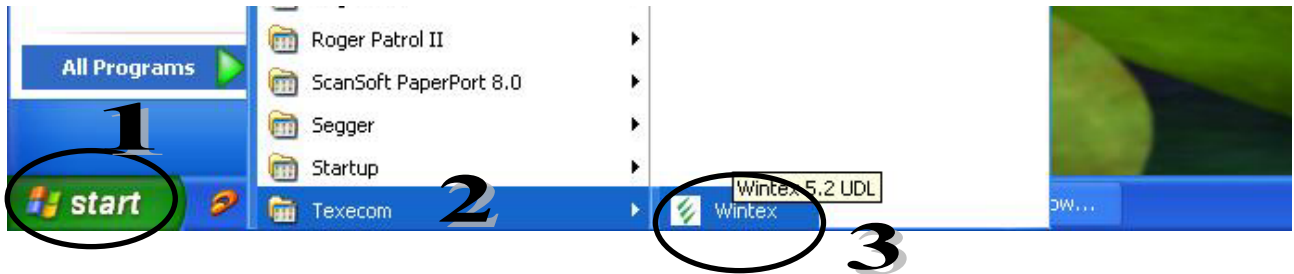 Roger Patrol II
All Programs
ScanSoft PaperPort 8.0
1
Segger
Startup
Wintex 5.2 UDL
start
Texecom
2
Wintex
3